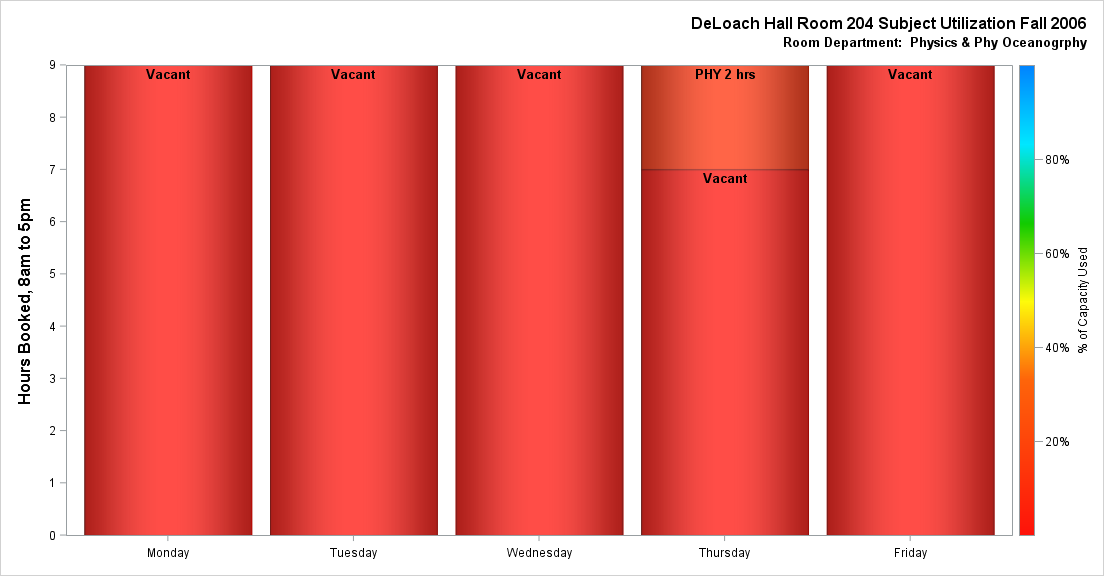 DeLoach Hall Room 204 Subject Utilization Fall 2006
Room Department:  Physics & Phy Oceanogrphy
Hours Booked, 8am to 5pm
9
8
7
6
5
4
3
2
1
0
Vacant
Vacant
Vacant
PHY 2 hrs
Vacant
Vacant
Monday
Tuesday
Wednesday
Thursday
Friday
80%
60%
40%
20%
% of Capacity Used